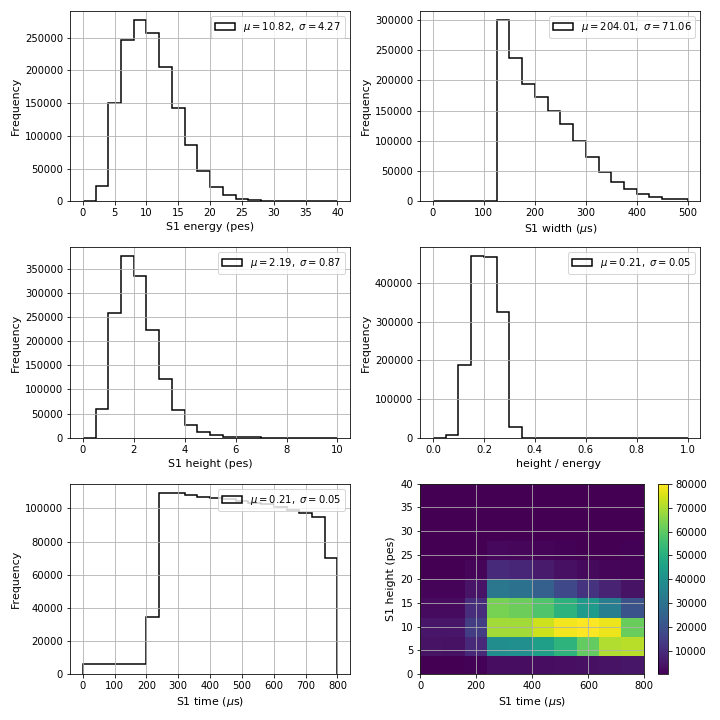 μ = 10.82, σ = 4.27
Frequency
250000
200000
150000
100000
50000
0
0 5 10 15 20 25 30 35 40
S1 energy (pes)
μ = 204.01, σ = 71.06
Frequency
300000
250000
200000
150000
100000
50000
0
0 100 200 300 400 500
S1 width (μs)
μ = 2.19, σ = 0.87
Frequency
350000
300000
250000
200000
150000
100000
50000
0
0 2 4 6 8 10
S1 height (pes)
μ = 0.21, σ = 0.05
Frequency
400000
300000
200000
100000
0
0.0 0.2 0.4 0.6 0.8 1.0
height / energy
μ = 0.21, σ = 0.05
Frequency
100000
80000
60000
40000
20000
0
0 100 200 300 400 500 600 700 800
S1 time (μs)
S1 height (pes)
40
35
30
25
20
15
10
5
0
0 200 400 600 800
S1 time (μs)
80000
70000
60000
50000
40000
30000
20000
10000